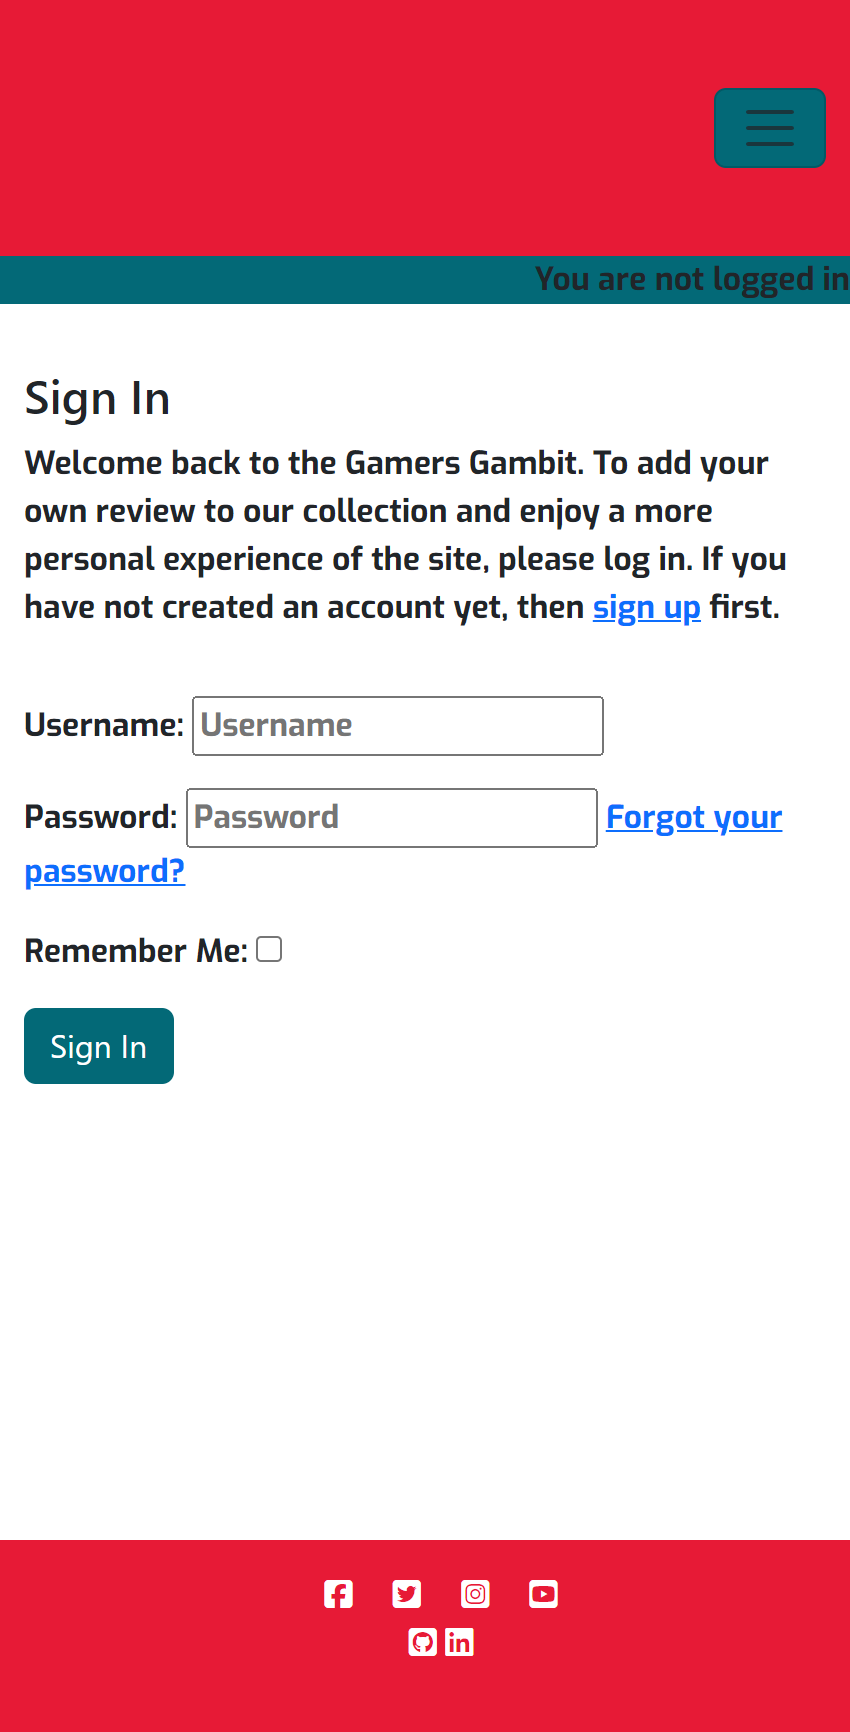 You are not logged in
Sign In
Welcome back to the Gamers Gambit. To add your
own review to our collection and enjoy a more
personal experience of the site, please log in. If you
have not created an account yet, then sign up first.
Username: Username
Password: Password Forgot your
password?
Remember Me:
Sign In